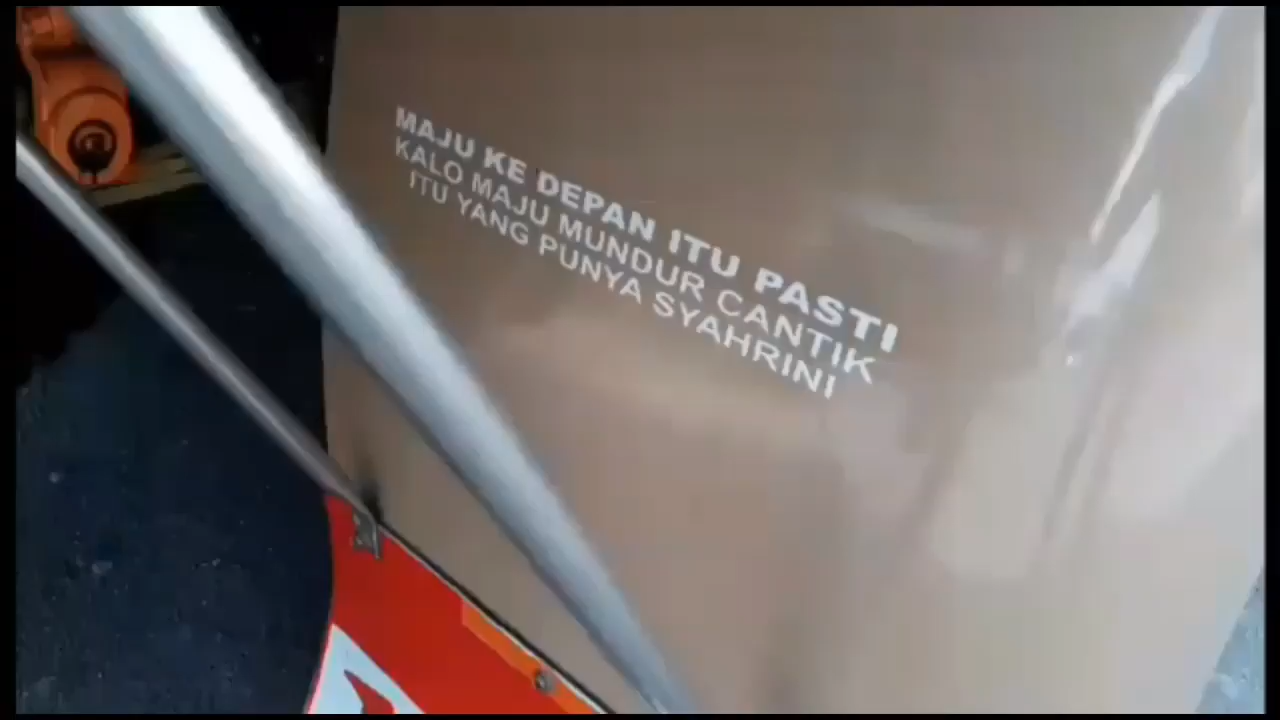 MAJU KE DEPAN ITU PASTI
KALO MAJU MUNDUR CANTIK
ITU YANG PUNYA SYAHRINI